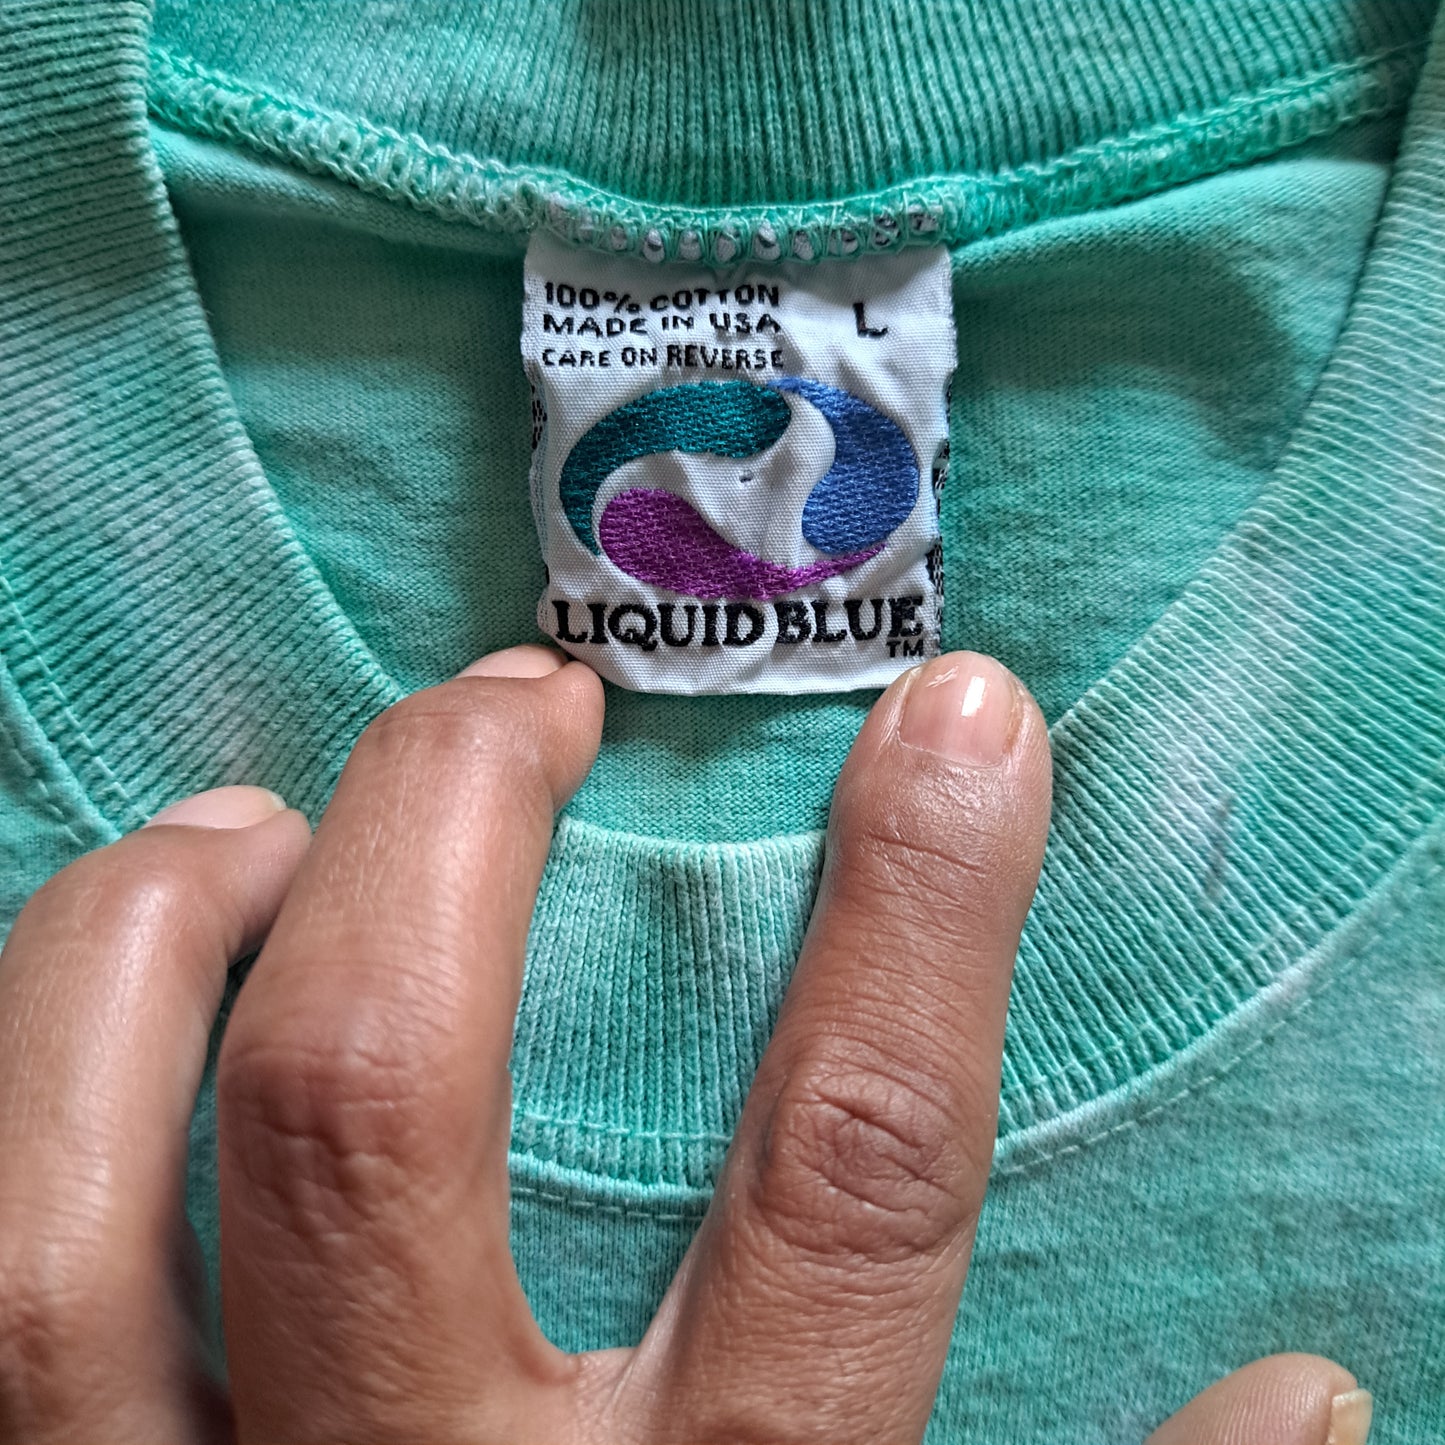 100% COTTON
MADE IN USA
L
CARE ON REVERSE
LIQUID BLUE
TM